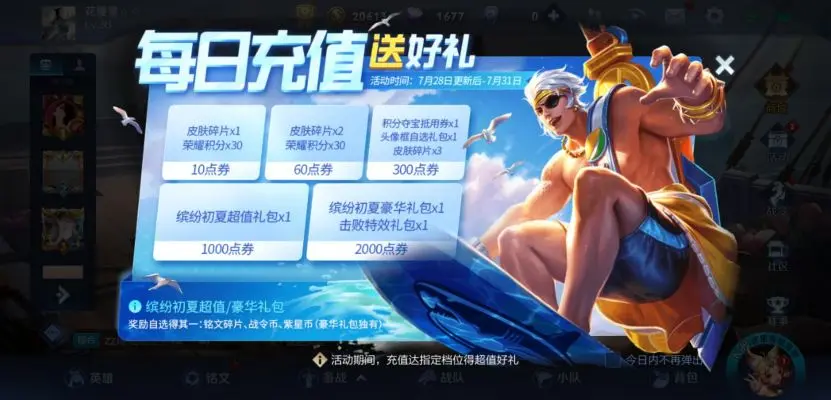 20613
1677
0
每日充值送好礼
活动时间：7月28日更新后-7月31日
皮肤碎片x1
荣耀积分x30
10点券
皮肤碎片x2
荣耀积分x30
60点券
积分夺宝抵用券x1
头像框自选礼包x1
皮肤碎片x3
300点券
缤纷初夏超值礼包x1
1000点券
缤纷初夏豪华礼包x1
击败特效礼包x1
2000点券
缤纷初夏超值/豪华礼包
奖励自选得其一：铭文碎片、战令币、紫星币（豪华礼包独有）
活动期间，充值达指定档位得超值好礼
今日内不再弹出
社区
英雄
铭文
备战
战队
小队
背包